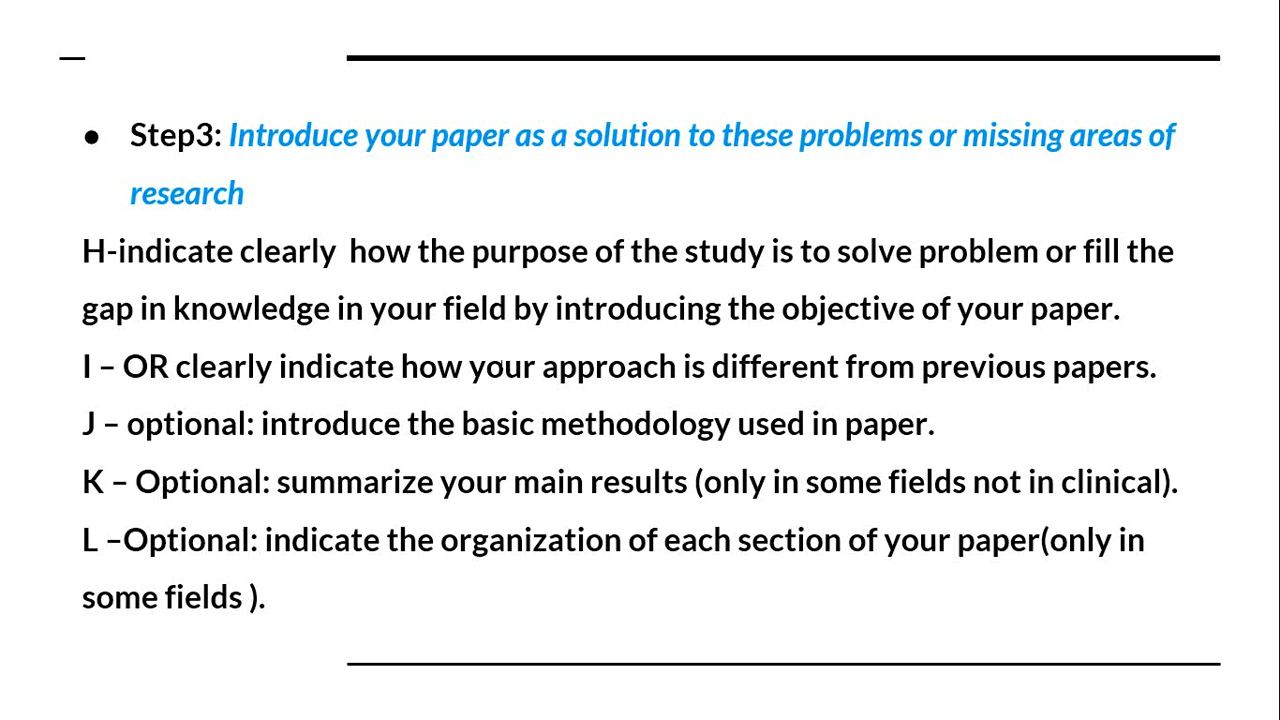 ● Step3: Introduce your paper as a solution to these problems or missing areas of
research
H-indicate clearly  how the purpose of the study is to solve problem or fill the
gap in knowledge in your field by introducing the objective of your paper.
I – OR clearly indicate how your approach is different from previous papers.
J – optional: introduce the basic methodology used in paper.
K – Optional: summarize your main results (only in some fields not in clinical).
L –Optional: indicate the organization of each section of your paper(only in
some fields ).